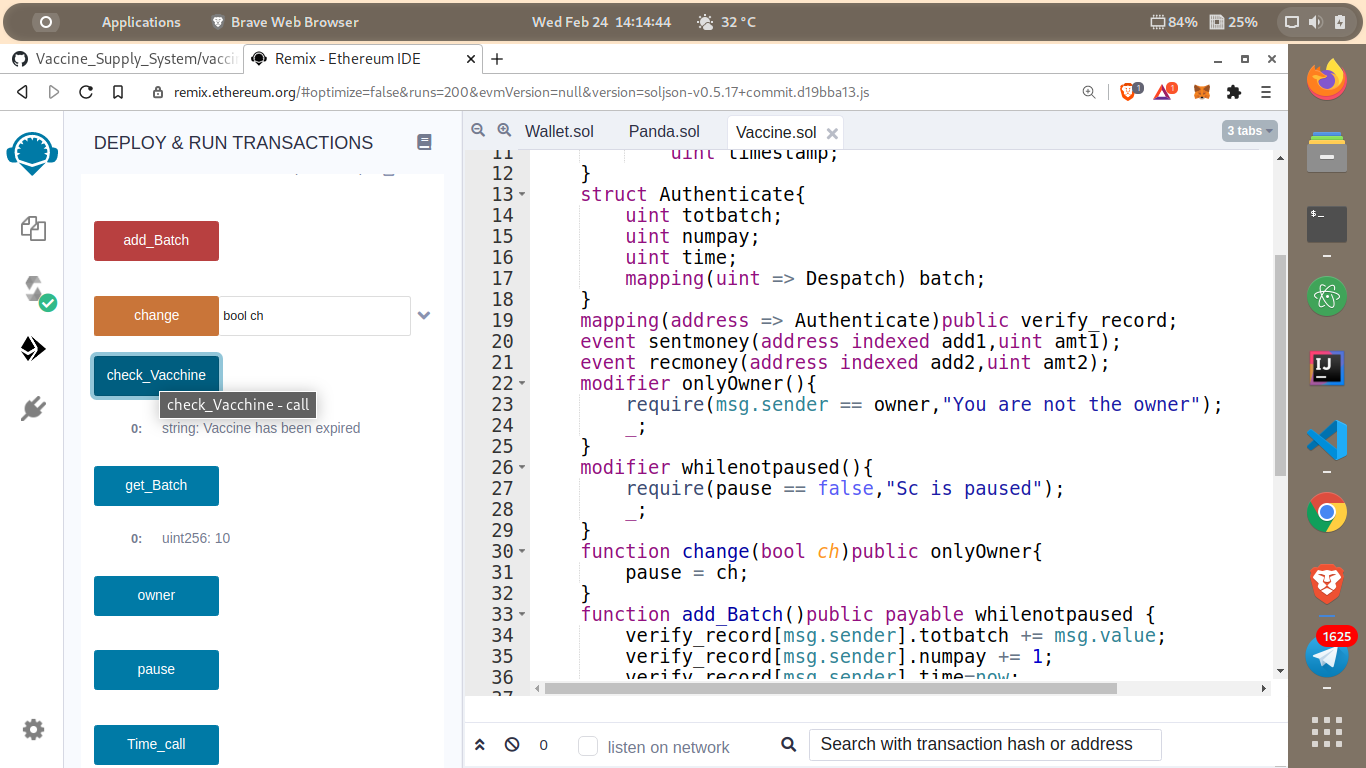 Applications
Brave Web Browser
Wed Feb 24 14:14:44
32 °C
84%
25%
Vaccine_Supply_System/vaccin
Remix - Ethereum IDE
remix.ethereum.org/#optimize=false&runs=200&evmVersion=null&version=soljson-v0.5.17+commit.d19bba13.js
1
1
DEPLOY & RUN TRANSACTIONS
add_Batch
change
bool ch
check_Vacchine
check_Vacchine - call
0: string: Vaccine has been expired
get_Batch
0: uint256: 10
owner
pause
Time_call
Wallet.sol
Panda.sol
Vaccine.sol
3 tabs
11 uint timestamp;
12 }
13 struct Authenticate{
14 uint totbatch;
15 uint numpay;
16 uint time;
17 mapping(uint => Despatch) batch;
18 }
19 mapping(address => Authenticate)public verify_record;
20 event sentmoney(address indexed add1,uint amt1);
21 event recmoney(address indexed add2,uint amt2);
22 modifier onlyOwner(){
23 require(msg.sender == owner,"You are not the owner");
24 _;
25 }
26 modifier whilenotpaused(){
27 require(pause == false,"Sc is paused");
28 _;
29 }
30 function change(bool ch)public onlyOwner{
31 pause = ch;
32 }
33 function add_Batch()public payable whilenotpaused {
34 verify_record[msg.sender].totbatch += msg.value;
35 verify_record[msg.sender].numpay += 1;
36 verify_record[msg.sender].time=now;
37
0
listen on network
Search with transaction hash or address
$_
IJ
1625